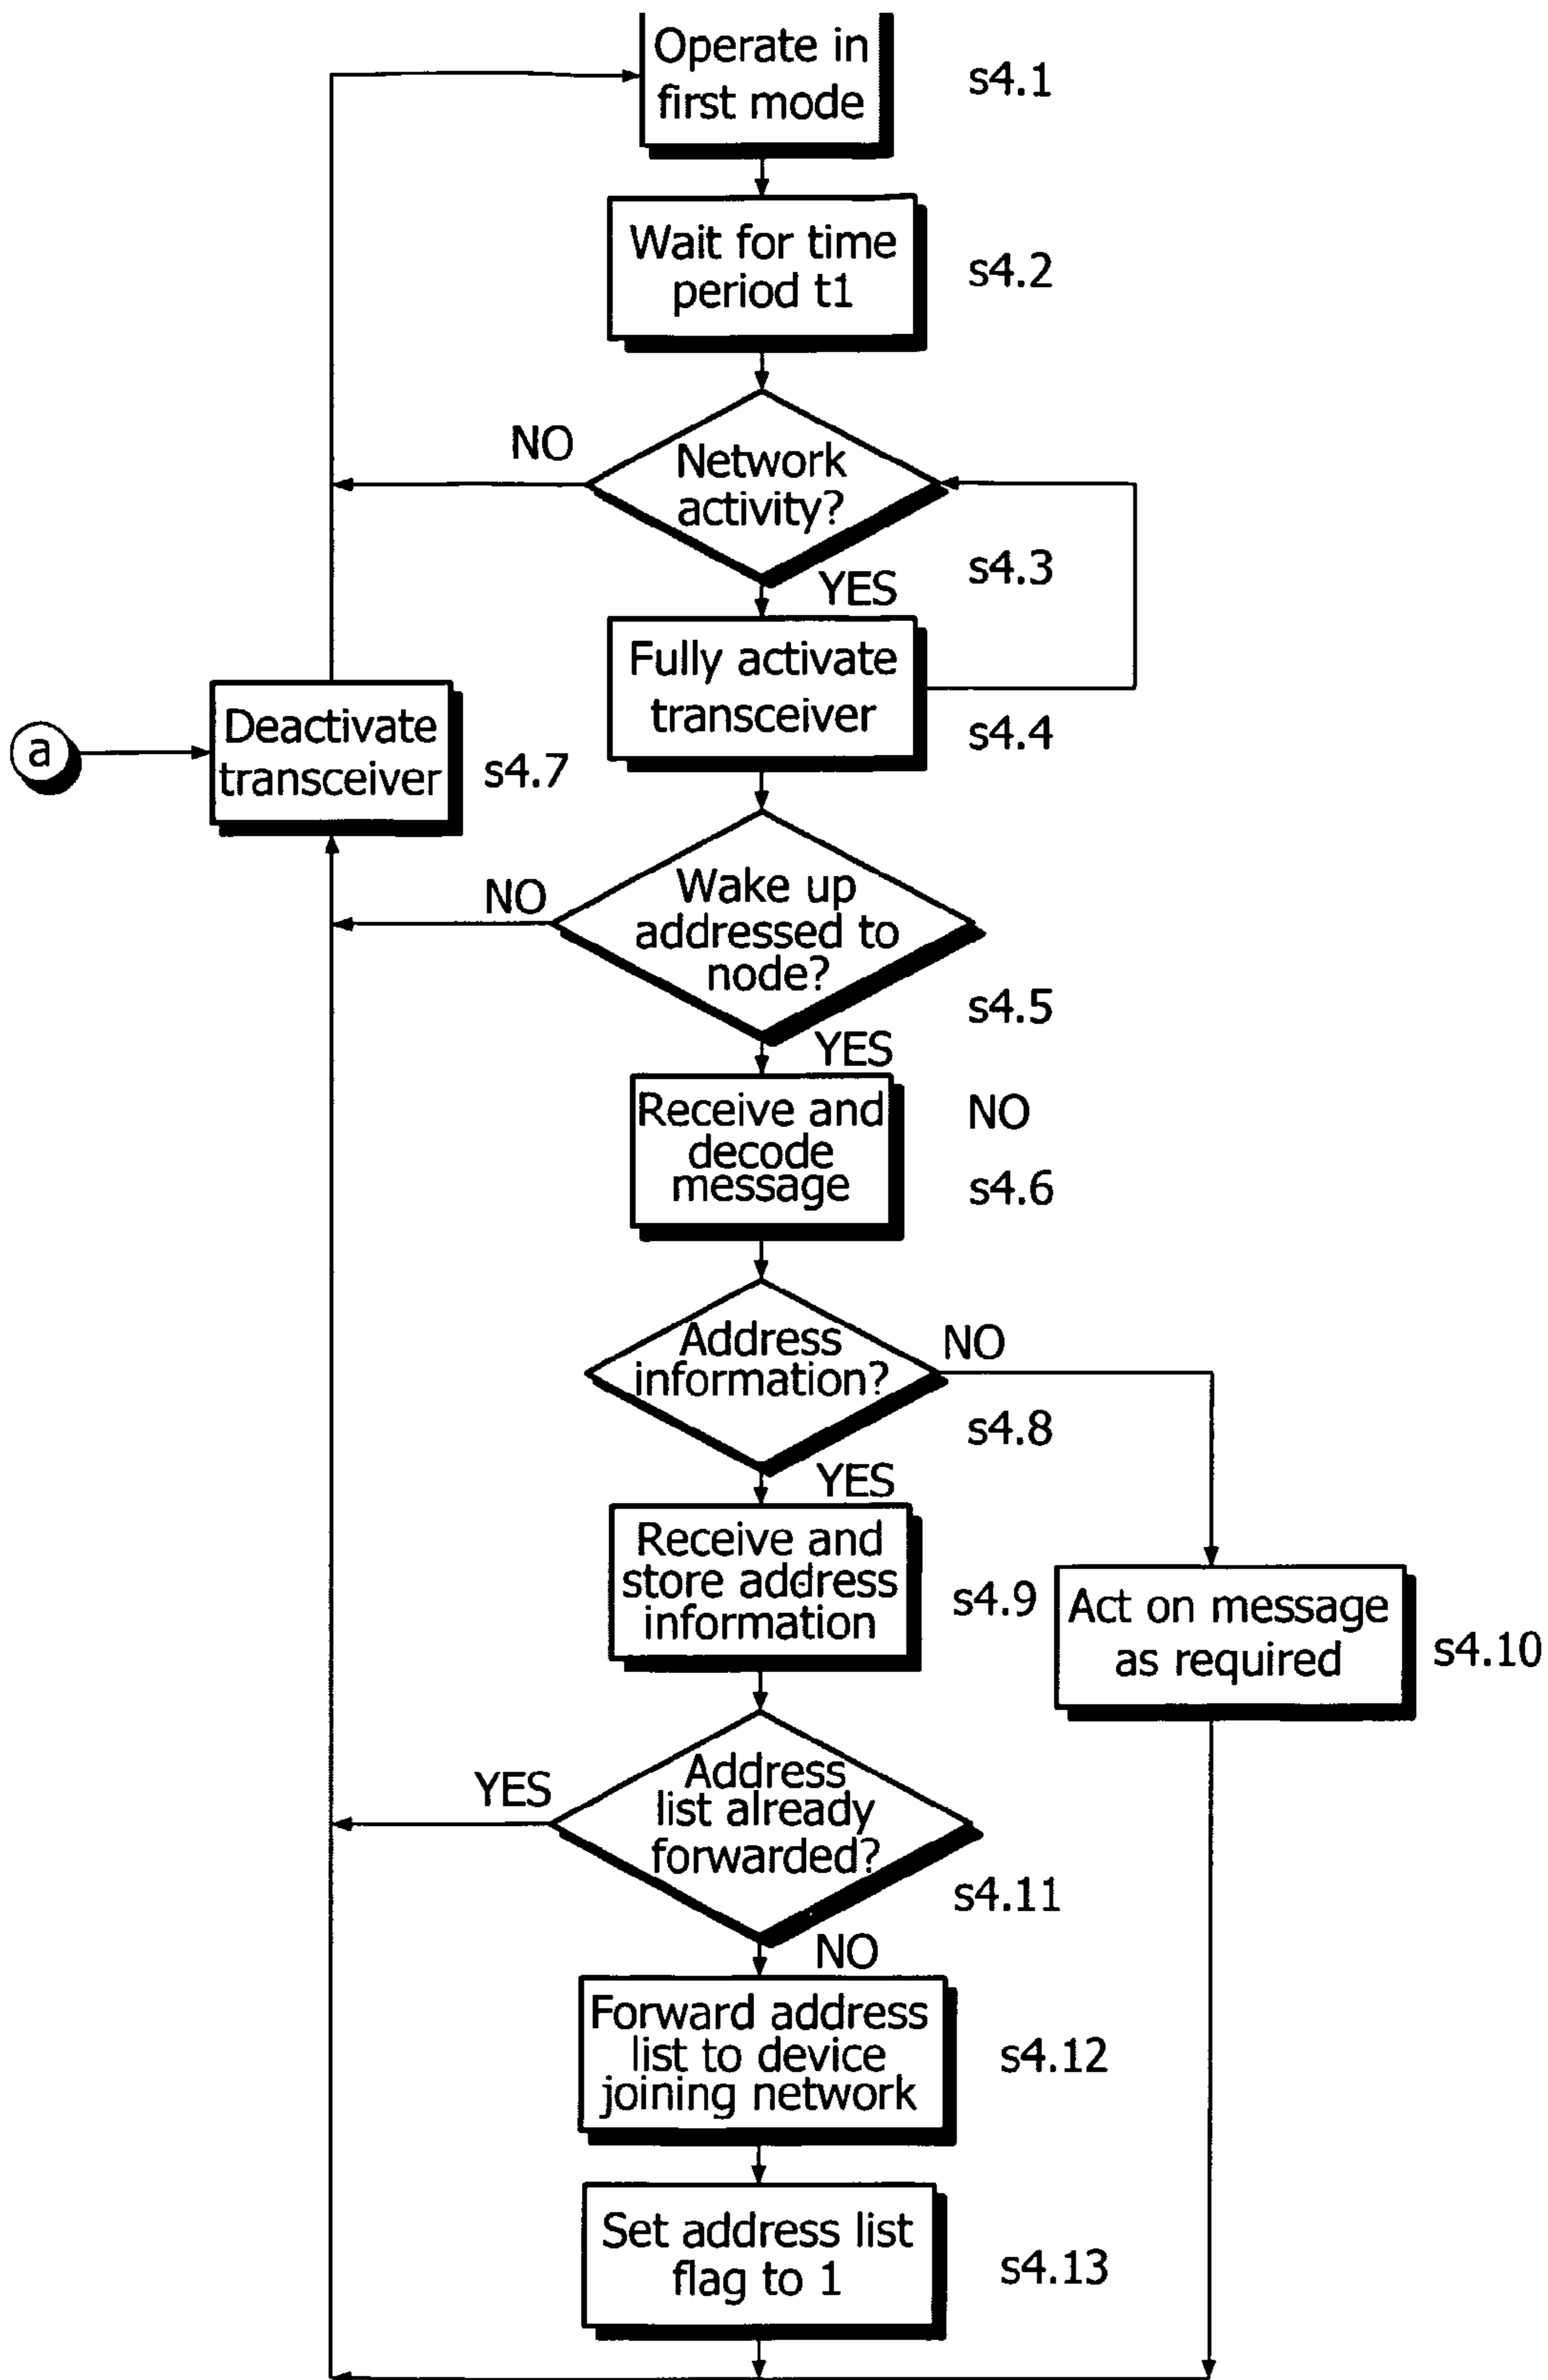 Operate in
first mode
s4.1
Wait for time
period t1
s4.2
NO
Network
activity?
s4.3
YES
Fully activate
transceiver
s4.4
a
Deactivate
transceiver
s4.7
NO
Wake up
addressed to
node?
s4.5
YES
Receive and
decode
message
NO
s4.6
Address
information?
NO
s4.8
YES
Receive and
store address
information
s4.9
Act on message
as required
s4.10
YES
Address
list already
forwarded?
s4.11
NO
Forward address
list to device
joining network
s4.12
Set address list
flag to 1
s4.13